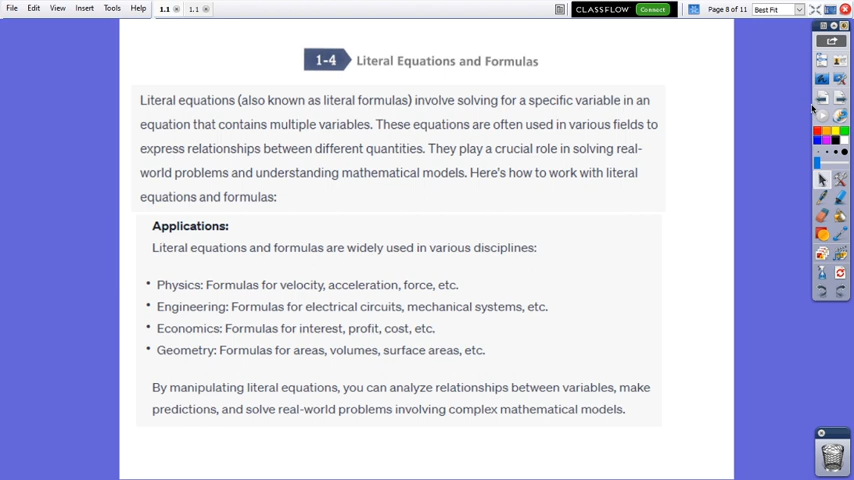 File Edit View Insert Tools Help 1.1 1.1 CLASSFLOW Connect Page 8 of 11 Best Fit
1-4 Literal Equations and Formulas
Literal equations (also known as literal formulas) involve solving for a specific variable in an
equation that contains multiple variables. These equations are often used in various fields to
express relationships between different quantities. They play a crucial role in solving real-
world problems and understanding mathematical models. Here's how to work with literal
equations and formulas:
Applications:
Literal equations and formulas are widely used in various disciplines:
• Physics: Formulas for velocity, acceleration, force, etc.
• Engineering: Formulas for electrical circuits, mechanical systems, etc.
• Economics: Formulas for interest, profit, cost, etc.
• Geometry: Formulas for areas, volumes, surface areas, etc.
By manipulating literal equations, you can analyze relationships between variables, make
predictions, and solve real-world problems involving complex mathematical models.